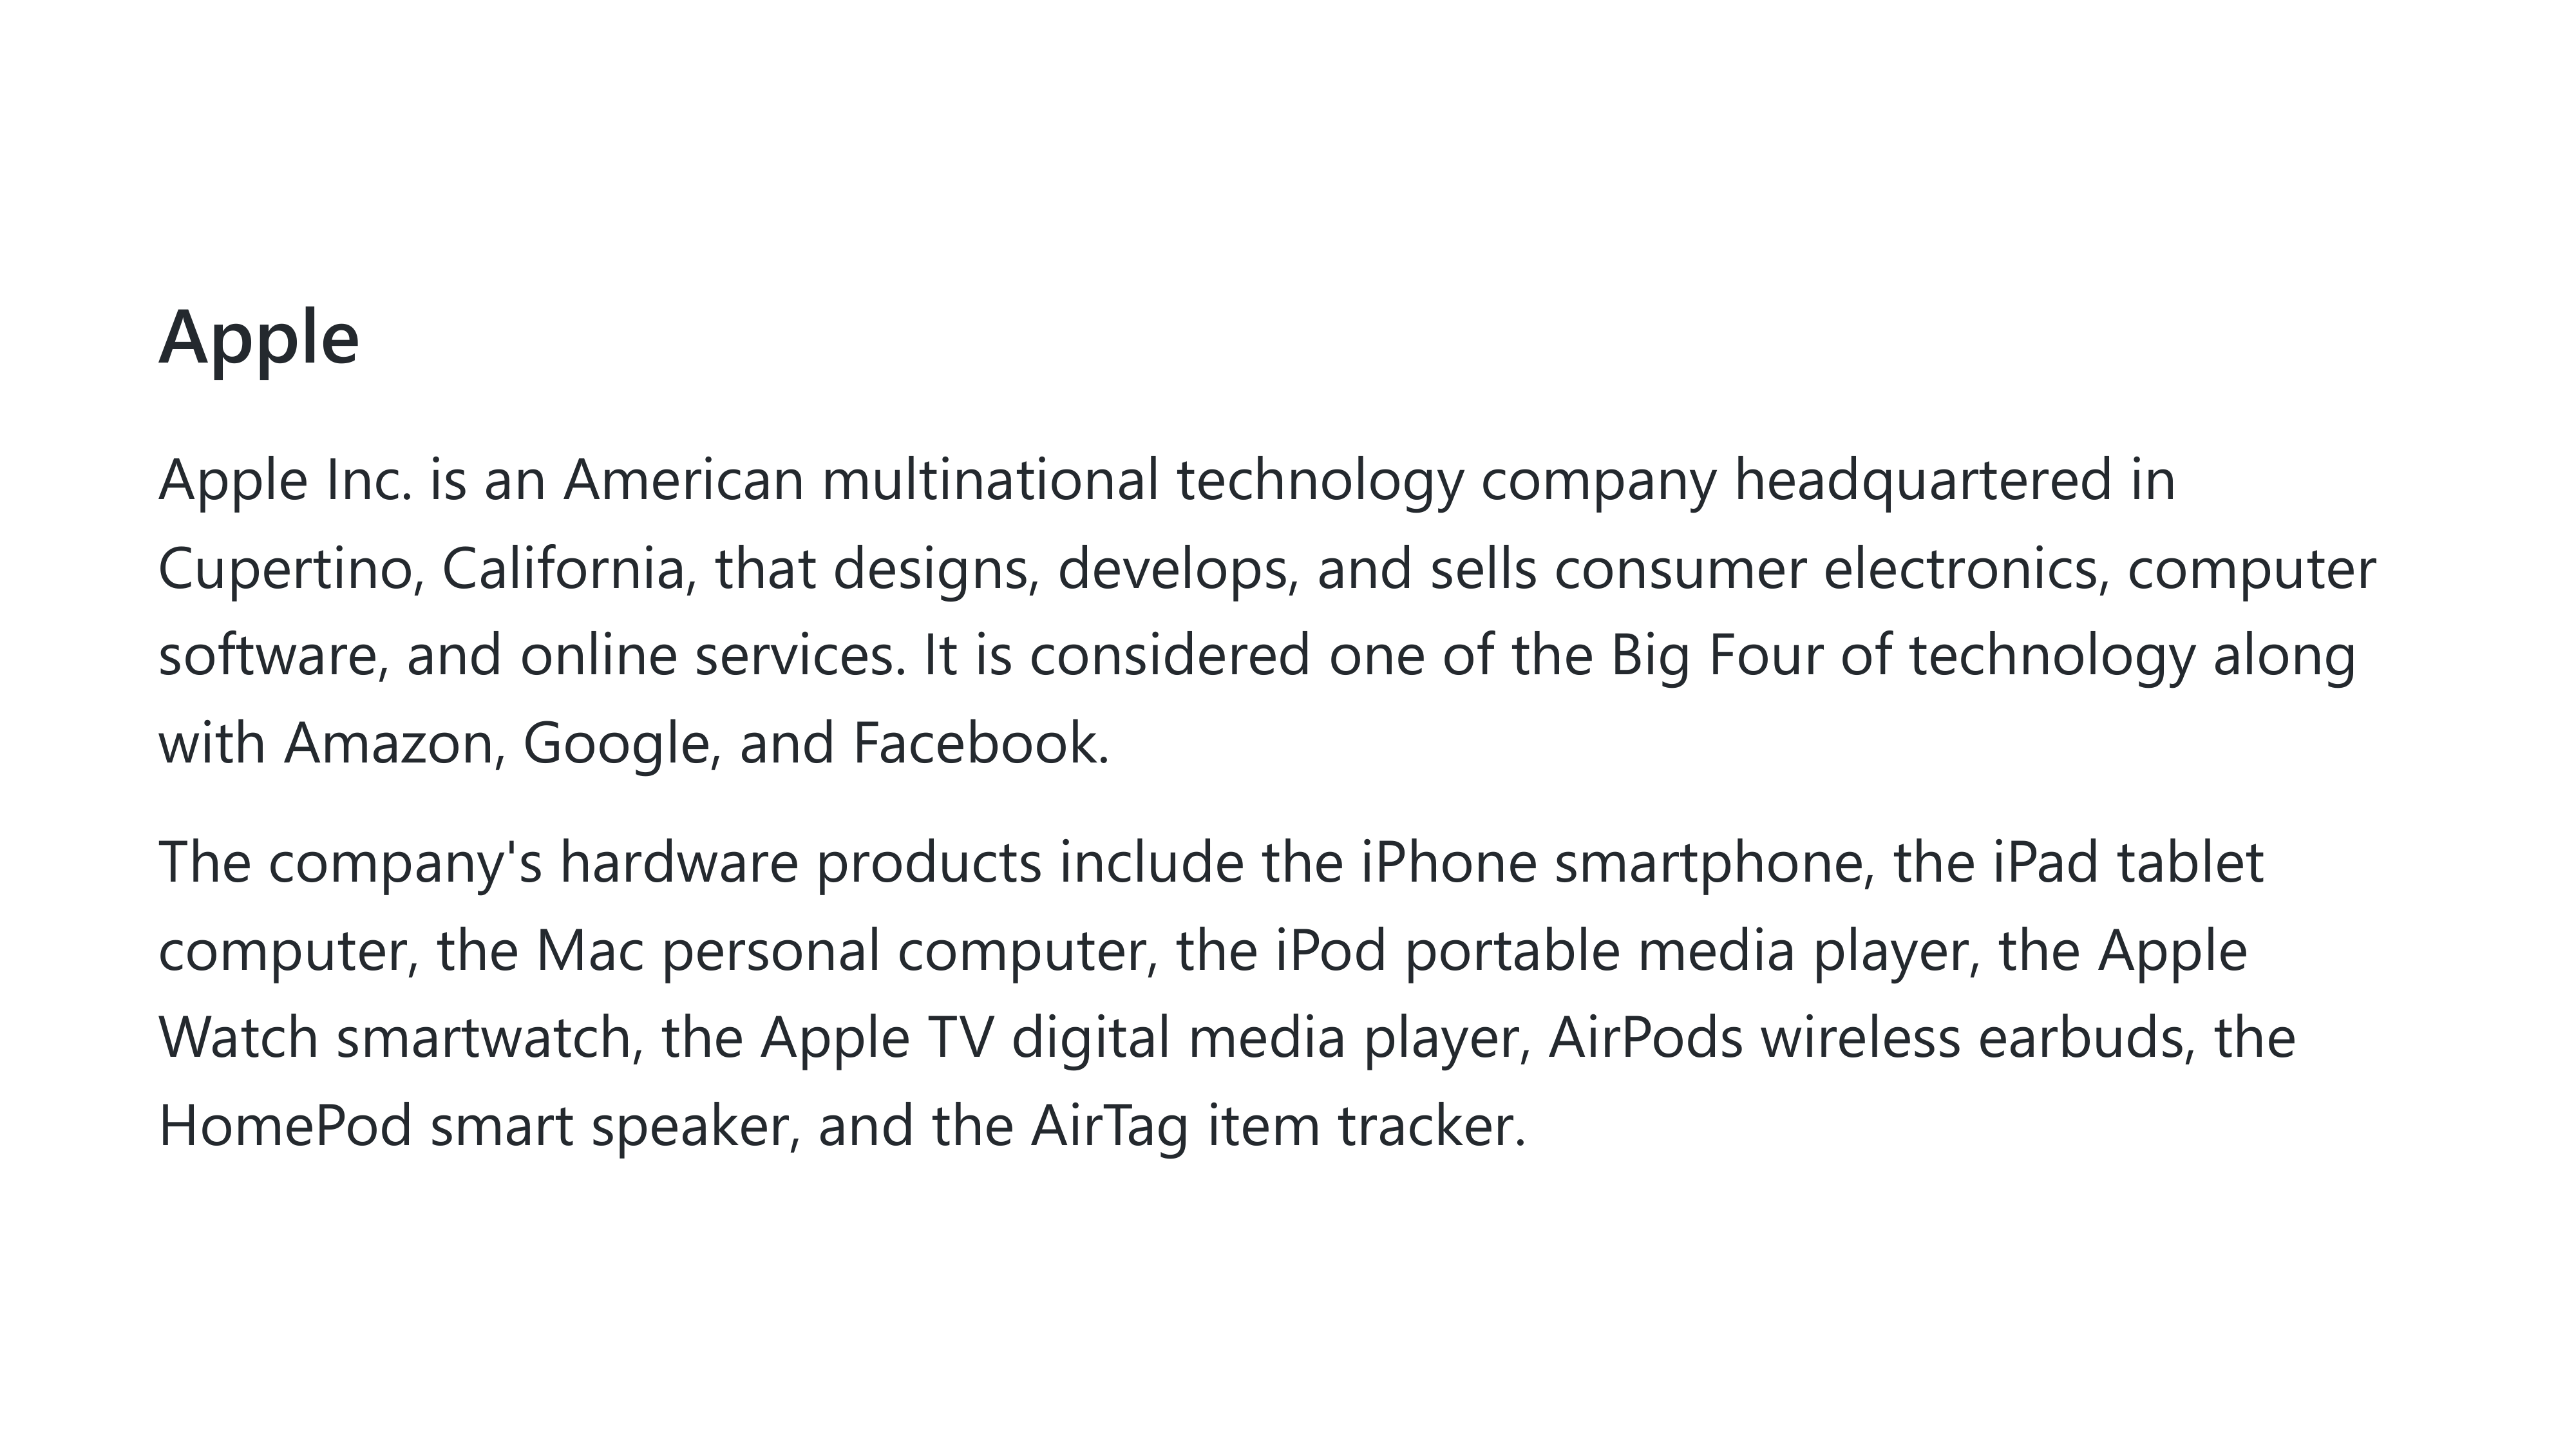 Apple
Apple Inc. is an American multinational technology company headquartered in
Cupertino, California, that designs, develops, and sells consumer electronics, computer
software, and online services. It is considered one of the Big Four of technology along
with Amazon, Google, and Facebook.
The company's hardware products include the iPhone smartphone, the iPad tablet
computer, the Mac personal computer, the iPod portable media player, the Apple
Watch smartwatch, the Apple TV digital media player, AirPods wireless earbuds, the
HomePod smart speaker, and the AirTag item tracker.